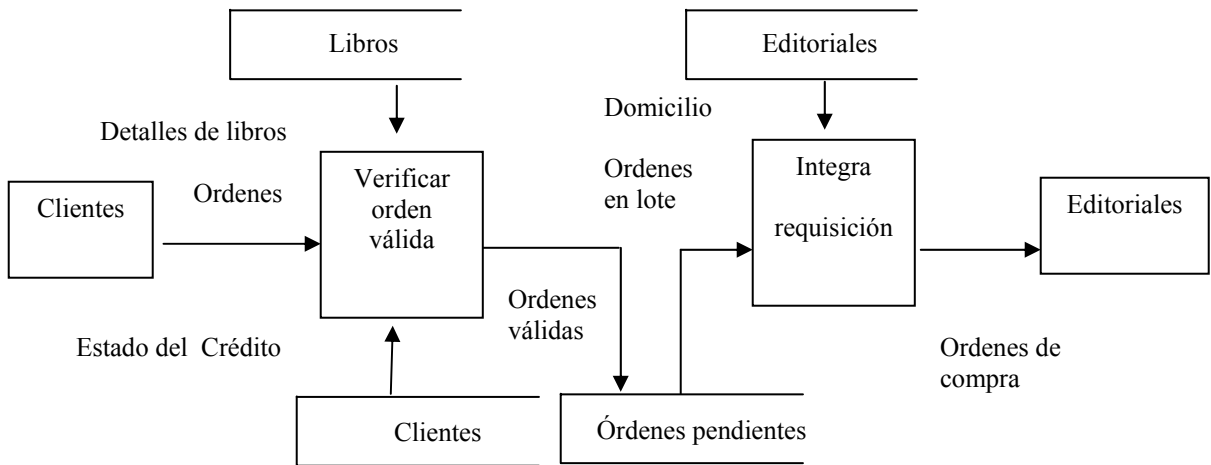 Libros
Editoriales
Detalles de libros
Domicilio
Clientes
Ordenes
Verificar
orden
válida
Ordenes
en lote
Integra
requisición
Editoriales
Estado del Crédito
Ordenes
válidas
Ordenes de
compra
Clientes
Órdenes pendientes